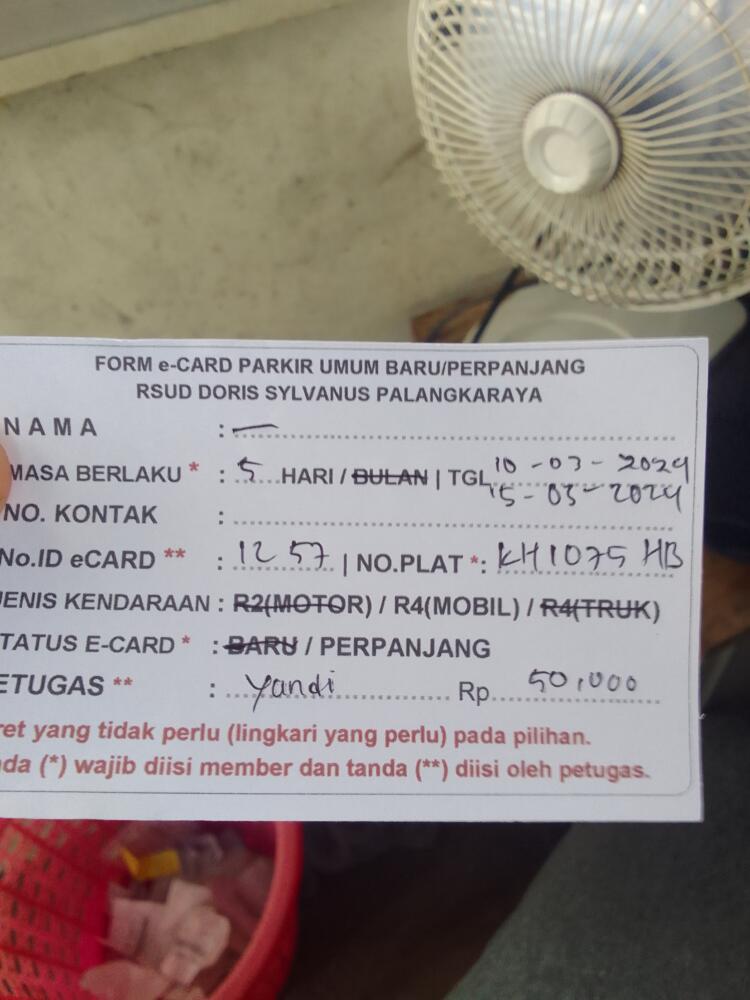 FORM e-CARD PARKIR UMUM BARU/PERPANJANG
RSUD DORIS SYLVANUS PALANGKARAYA
NAMA : —
MASA BERLAKU * : 5 HARI / BULAN | TGL 10-03-2024
15-03-2024
NO. KONTAK :
No.ID eCARD ** : 1257 | NO.PLAT *: KH 1075 HB
JENIS KENDARAAN : R2(MOTOR) / R4(MOBIL) / R4(TRUK)
TATUS E-CARD * : BARU / PERPANJANG
ETUGAS ** : Yandi Rp 50,000
ret yang tidak perlu (lingkari yang perlu) pada pilihan.
nda (*) wajib diisi member dan tanda (**) diisi oleh petugas.